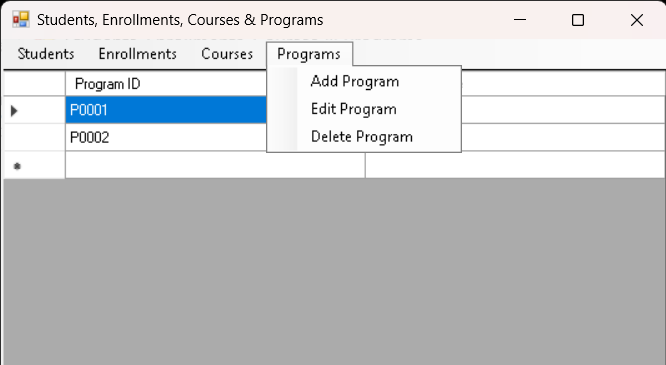 Students, Enrollments, Courses & Programs
Students Enrollments Courses Programs
Program ID
Add Program
P0001
Edit Program
P0002
Delete Program